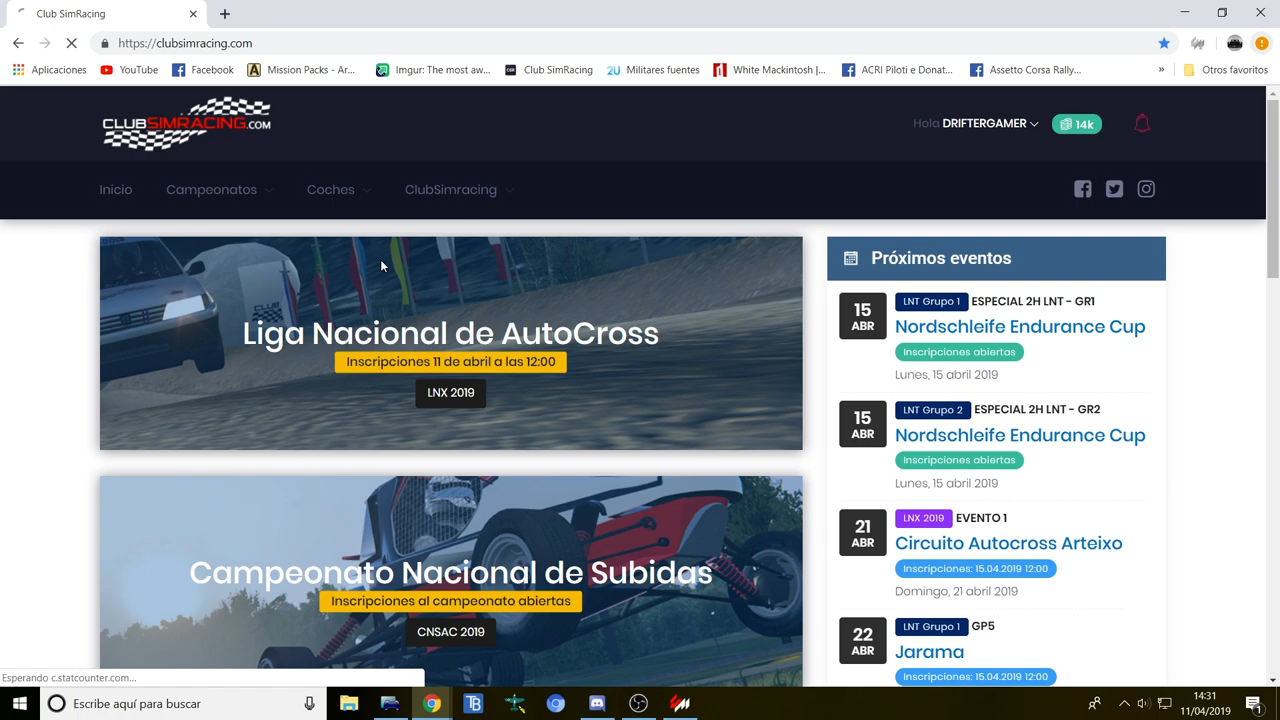 Club SimRacing
https://clubsimracing.com
Aplicaciones
YouTube
Facebook
Mission Packs - Ar...
Imgur: The most aw...
Club SimRacing
Militares fuentes
White Mackintosh |...
ACRI Piloti e Donat...
Assetto Corsa Rally...
»
Otros favoritos
CLUBSIMRACING.COM
Hola DRIFTERGAMER
14k
Inicio
Campeonatos
Coches
ClubSimracing
Liga Nacional de AutoCross
Inscripciones 11 de abril a las 12:00
LNX 2019
Campeonato Nacional de Subidas
Inscripciones al campeonato abiertas
CNSAC 2019
Próximos eventos
15 ABR
LNT Grupo 1 ESPECIAL 2H LNT - GR1
Nordschleife Endurance Cup
Inscripciones abiertas
Lunes, 15 abril 2019
15 ABR
LNT Grupo 2 ESPECIAL 2H LNT - GR2
Nordschleife Endurance Cup
Inscripciones abiertas
Lunes, 15 abril 2019
21 ABR
LNX 2019 EVENTO 1
Circuito Autocross Arteixo
Inscripciones: 15.04.2019 12:00
Domingo, 21 abril 2019
22 ABR
LNT Grupo 1 GP5
Jarama
Inscripciones: 15.04.2019 12:00
Esperando c.statcounter.com...
Escribe aquí para buscar
14:31
11/04/2019